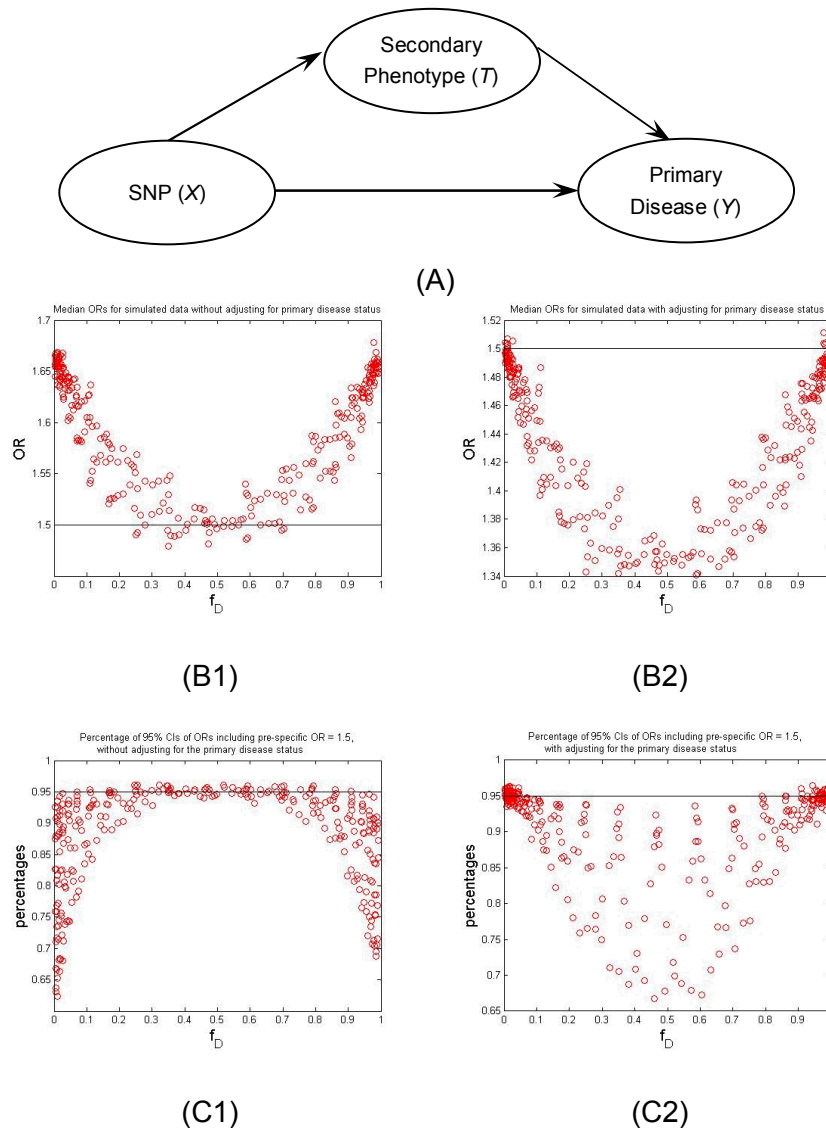 Secondary
Phenotype (T)
SNP (X)
Primary
Disease (Y)
(A)
Median ORs for simulated data without adjusting for primary disease status
1.7
1.65
1.6
1.55
1.5
OR
0 0.1 0.2 0.3 0.4 0.5 0.6 0.7 0.8 0.9 1
f_D
(B1)
Median ORs for simulated data with adjusting for primary disease status
1.52
1.5
1.48
1.46
1.44
1.42
1.4
1.38
1.36
1.34
OR
0 0.1 0.2 0.3 0.4 0.5 0.6 0.7 0.8 0.9
f_D
(B2)
Percentage of 95% CIs of ORs including pre-specific OR = 1.5,
without adjusting for the primary disease status
1
0.95
0.9
0.85
0.8
0.75
0.7
0.65
percentages
0 0.1 0.2 0.3 0.4 0.5 0.6 0.7 0.8 0.9 1
f_D
(C1)
Percentage of 95% CIs of ORs including pre-specific OR = 1.5,
with adjusting for the primary disease status
1
0.95
0.9
0.85
0.8
0.75
0.7
0.65
percentages
0 0.1 0.2 0.3 0.4 0.5 0.6 0.7 0.8 0.9
f_D
(C2)